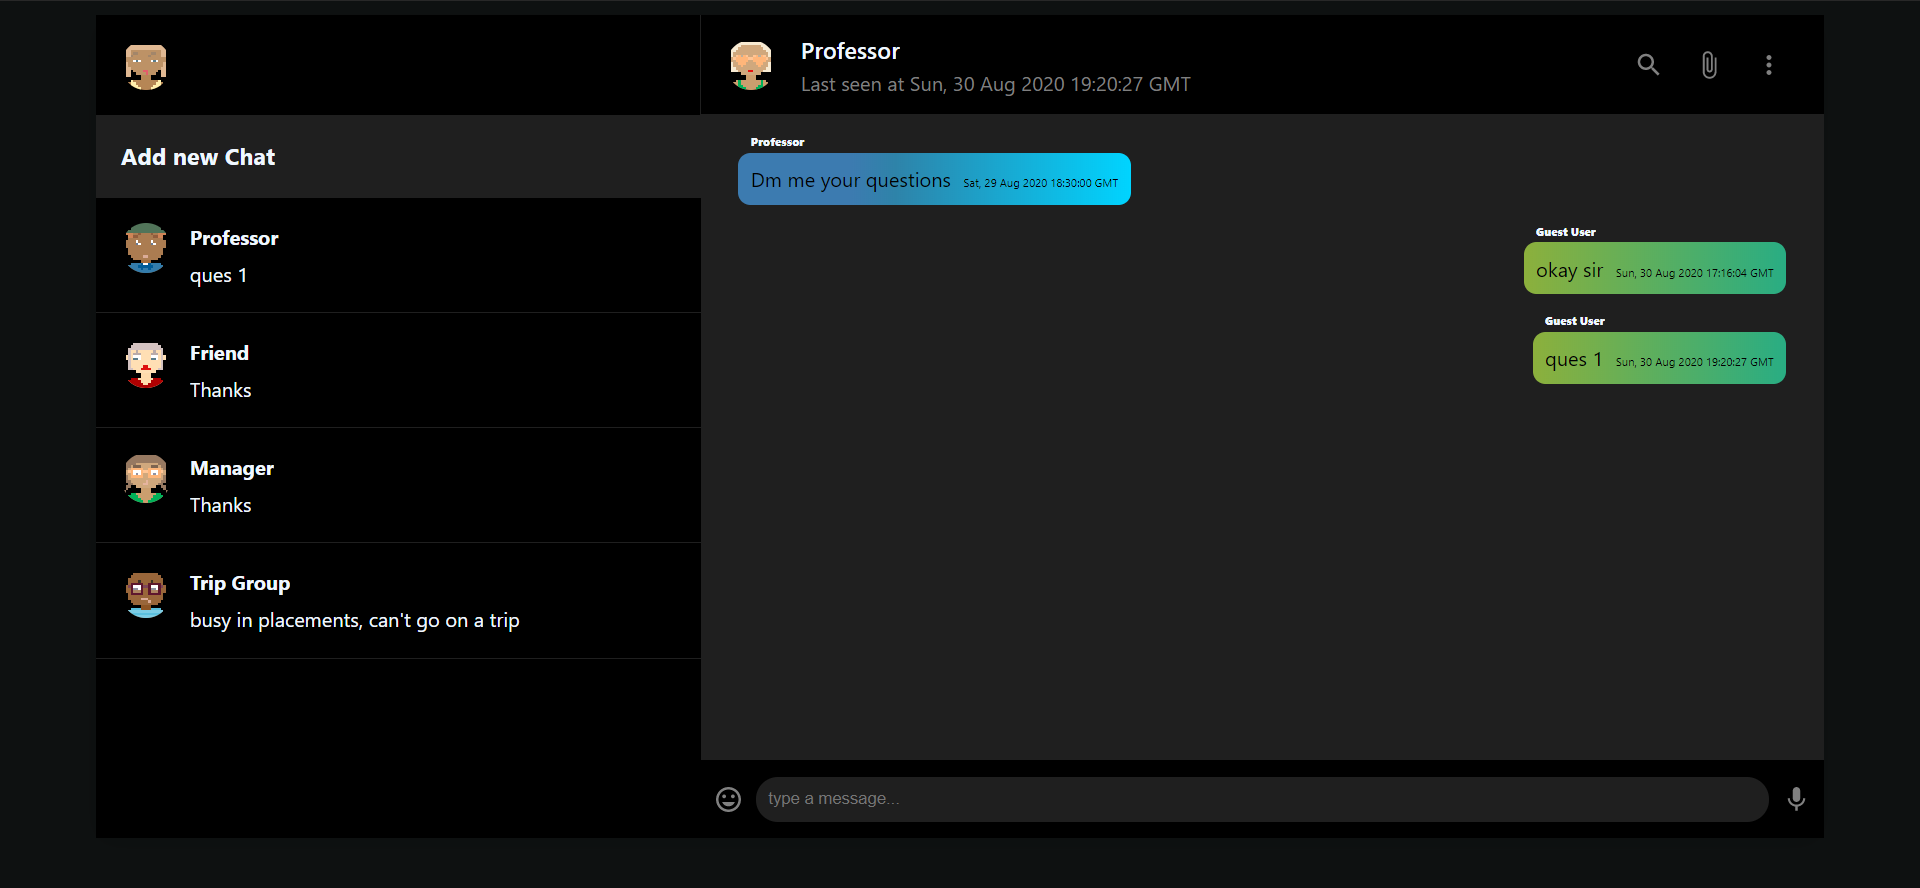 Add new Chat
Professor
ques 1
Friend
Thanks
Manager
Thanks
Trip Group
busy in placements, can't go on a trip
Professor
Last seen at Sun, 30 Aug 2020 19:20:27 GMT
Professor
Dm me your questions Sat, 29 Aug 2020 18:30:00 GMT
Guest User
okay sir Sun, 30 Aug 2020 17:16:04 GMT
Guest User
ques 1 Sun, 30 Aug 2020 19:20:27 GMT
type a message...